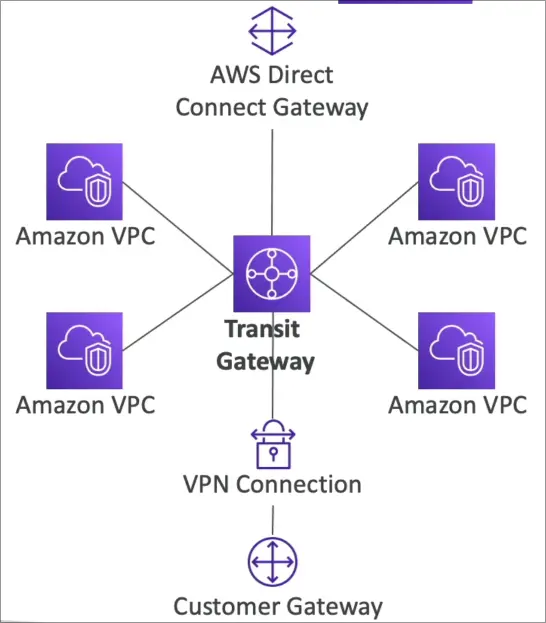 AWS Direct
Connect Gateway
Amazon VPC
Amazon VPC
Transit
Gateway
Amazon VPC
Amazon VPC
VPN Connection
Customer Gateway